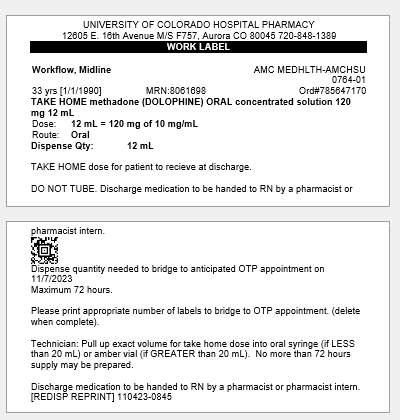 UNIVERSITY OF COLORADO HOSPITAL PHARMACY
12605 E. 16th Avenue M/S F757, Aurora CO 80045 720-848-1389
WORK LABEL
Workflow, Midline AMC MEDHLTH-AMCHSU
0764-01
33 yrs [1/1/1990] MRN:8061698 Ord#785647170
TAKE HOME methadone (DOLOPHINE) ORAL concentrated solution 120
mg 12 mL
Dose: 12 mL = 120 mg of 10 mg/mL
Route: Oral
Dispense Qty: 12 mL
TAKE HOME dose for patient to recieve at discharge.
DO NOT TUBE. Discharge medication to be handed to RN by a pharmacist or
pharmacist intern.
Dispense quantity needed to bridge to anticipated OTP appointment on
11/7/2023
Maximum 72 hours.
Please print appropriate number of labels to bridge to OTP appointment. (delete
when complete).
Technician: Pull up exact volume for take home dose into oral syringe (if LESS
than 20 mL) or amber vial (if GREATER than 20 mL). No more than 72 hours
supply may be prepared.
Discharge medication to be handed to RN by a pharmacist or pharmacist intern.
[REDISP REPRINT] 110423-0845